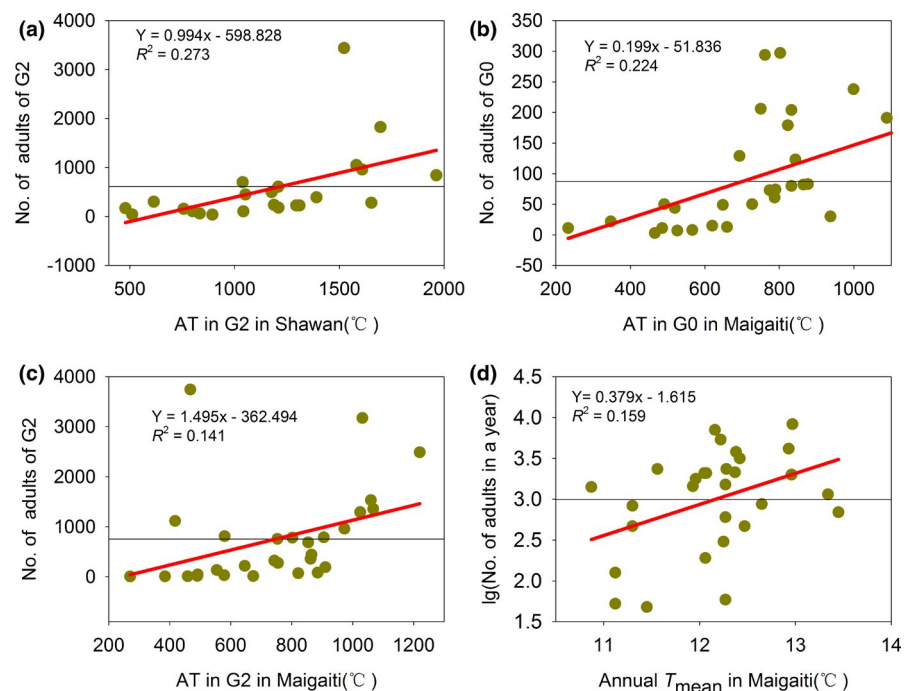 (a)
Y = 0.994x - 598.828
R² = 0.273
No. of adults of G2
4000
3000
2000
1000
0
-1000
500
1000
1500
2000
AT in G2 in Shawan(℃ )
(b)
Y = 0.199x - 51.836
R² = 0.224
No. of adults of G0
350
300
250
200
150
100
50
0
-50
200
400
600
800
1000
AT in G0 in Maigaiti(℃ )
(c)
Y = 1.495x - 362.494
R² = 0.141
No. of adults of G2
4000
3000
2000
1000
0
200
400
600
800
1000
1200
AT in G2 in Maigaiti(℃ )
(d)
Y= 0.379x - 1.615
R² = 0.159
lg(No. of adults in a year)
4.5
4.0
3.5
3.0
2.5
2.0
1.5
11
12
13
14
Annual Tmean in Maigaiti(℃ )